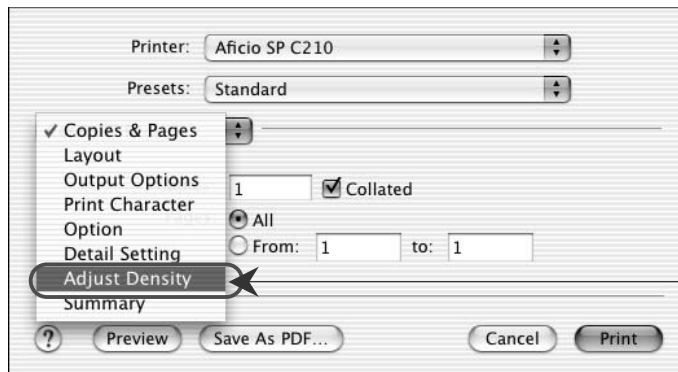 Printer: Aficio SP C210
Presets: Standard
✓ Copies & Pages
Layout
Output Options
Print Character
Option
Detail Setting
Adjust Density
Summary
1 Collated
Pages: All
From: 1 to: 1
? Preview Save As PDF... Cancel Print